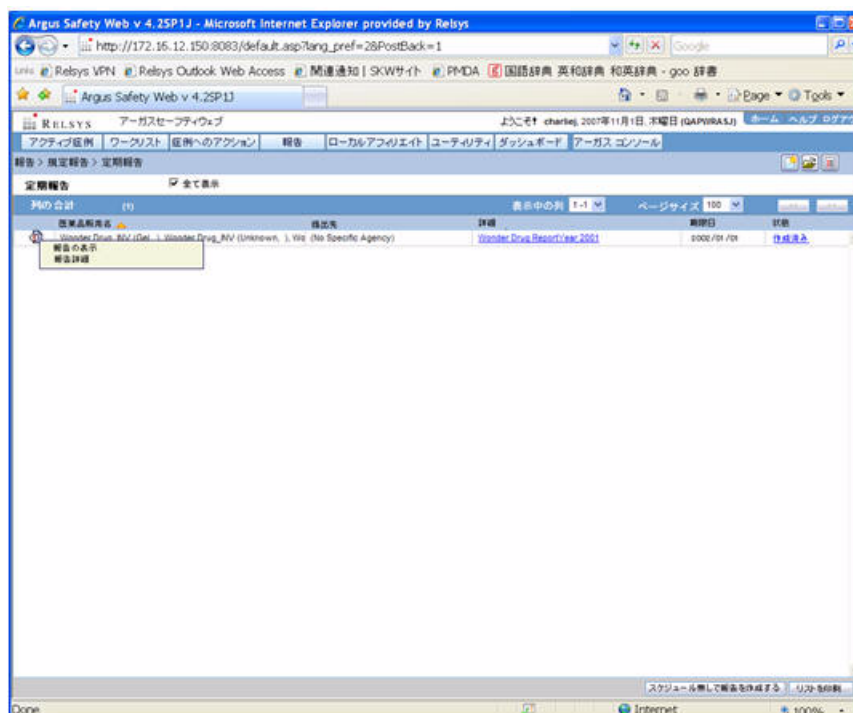 Argus Safety Web v 4.2SP1J - Microsoft Internet Explorer provided by Relsys
http://172.16.12.150:8083/default.asp?lang_pref=2&PostBack=1
Google
Links Relsys VPN Relsys Outlook Web Access 関連通知 | SKWサイト PMDA 国語辞典 英和辞典 和英辞典 - goo 辞書
Argus Safety Web v 4.2SP1J Page Tools
RELSYS アーガスセーフティウェブ ようこそ! charliej, 2007年11月1日, 木曜日 (QAPWRASJ) ホーム ヘルプ ログアウ
アクティブ症例 ワークリスト 症例へのアクション 報告 ローカルアフィリエイト ユーティリティ ダッシュボード アーガス コンソール
報告 > 規定報告 > 定期報告
定期報告 全て表示
列の合計 (1) 表示中の列 1-1 ページサイズ 100
医薬品販売名 提出先 詳細 期限日 状態
Wonder Drug_INV (Gel, ), Wonder Drug_INV (Unknown, ), Wo (No Specific Agency) Wonder Drug ReportYear 2001 作成済み
報告の表示
報告詳細
スケジュール無しで報告を作成する リストを印刷
Done Internet 100%